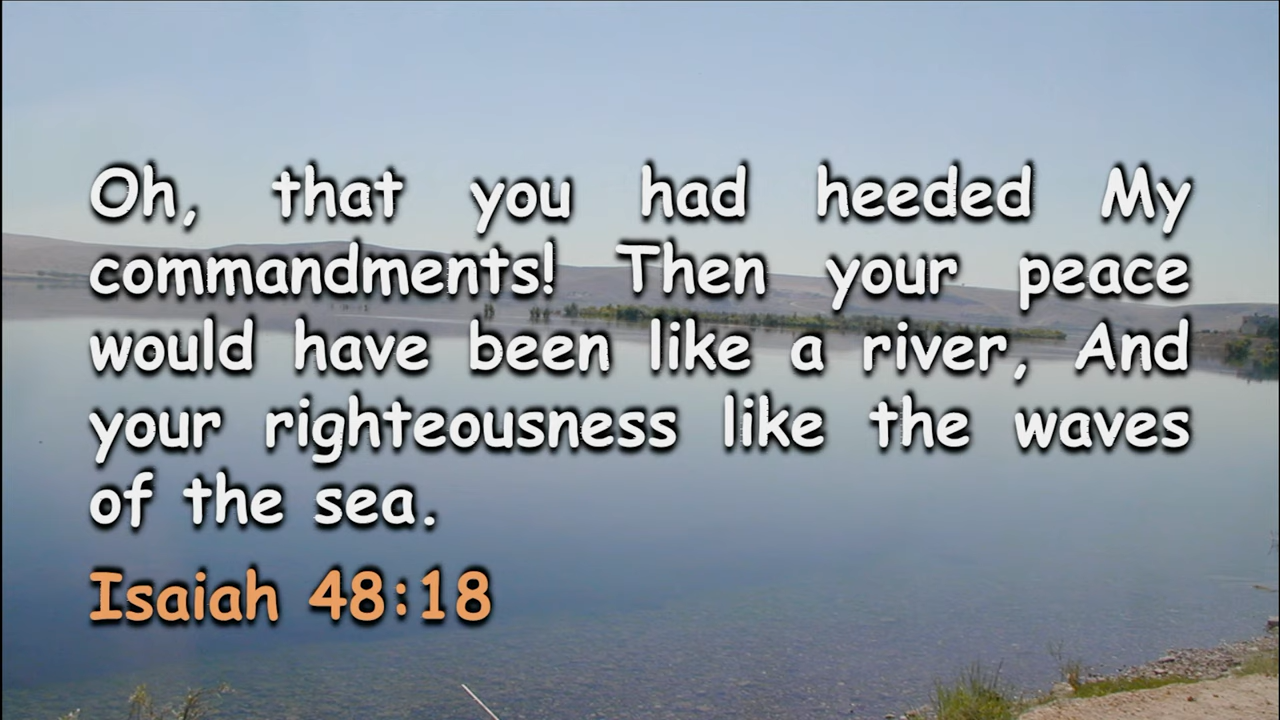 Oh, that you had heeded My
commandments! Then your peace
would have been like a river, And
your righteousness like the waves
of the sea.
Isaiah 48:18